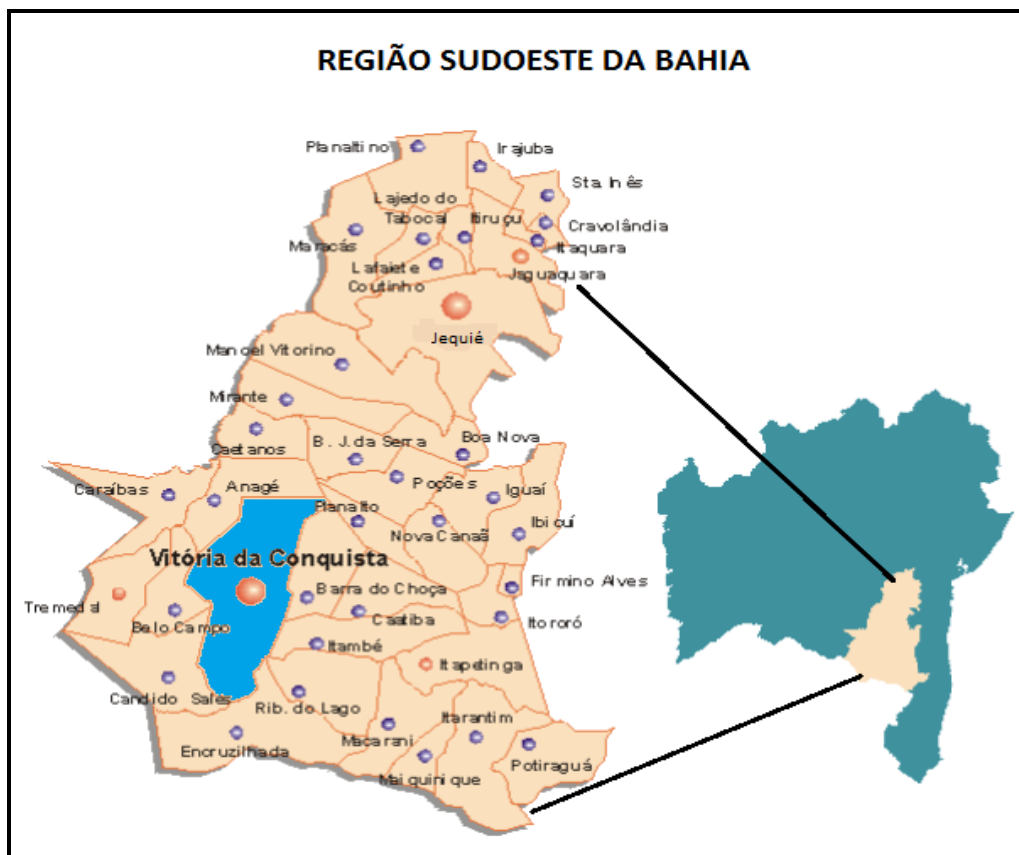 REGIÃO SUDOESTE DA BAHIA
Planaltino
Irajuba
Sta. Inês
Lajedo do
Tabocal
Itiruçu
Cravolândia
Maracás
Itaquara
Lafaiete
Coutinho
Jaguaquara
Jequié
Manoel Vitorino
Mirante
Caetanos
B. J. da Serra
Boa Nova
Caraíbas
Anagé
Poções
Iguaí
Planalto
Nova Canaã
Ibicuí
Vitória da Conquista
Barra do Choça
Firmino Alves
Tremedal
Belo Campo
Caatiba
Itororó
Itambé
Itapetinga
Candido Sales
Rib. do Lago
Itarantim
Encruzilhada
Macarani
Maiquinique
Potiraguá